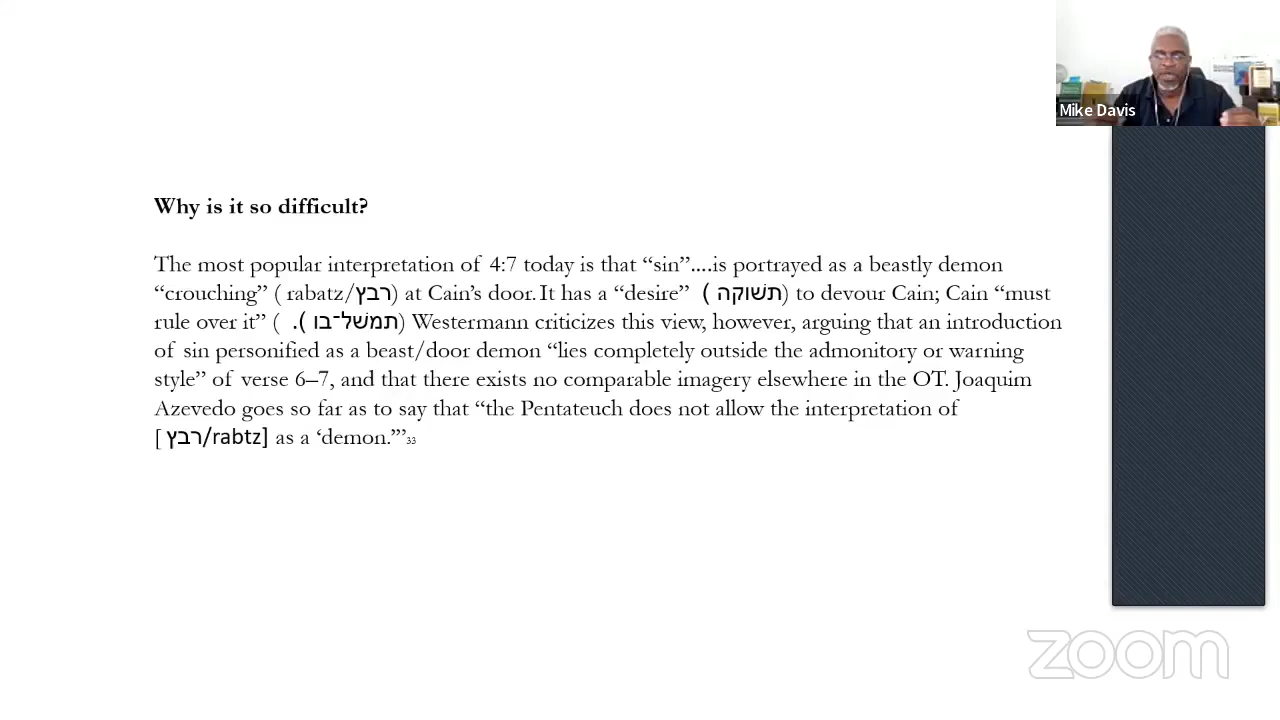 Mike Davis
Why is it so difficult?
The most popular interpretation of 4:7 today is that “sin”....is portrayed as a beastly demon
“crouching” ( rabatz/רבץ) at Cain’s door. It has a “desire” ( תשׁוקה) to devour Cain; Cain “must
rule over it” ( .( תמשׁל־בו) Westermann criticizes this view, however, arguing that an introduction
of sin personified as a beast/door demon “lies completely outside the admonitory or warning
style” of verse 6–7, and that there exists no comparable imagery elsewhere in the OT. Joaquim
Azevedo goes so far as to say that “the Pentateuch does not allow the interpretation of
[ רבץ/rabtz] as a ‘demon.”’33
zoom